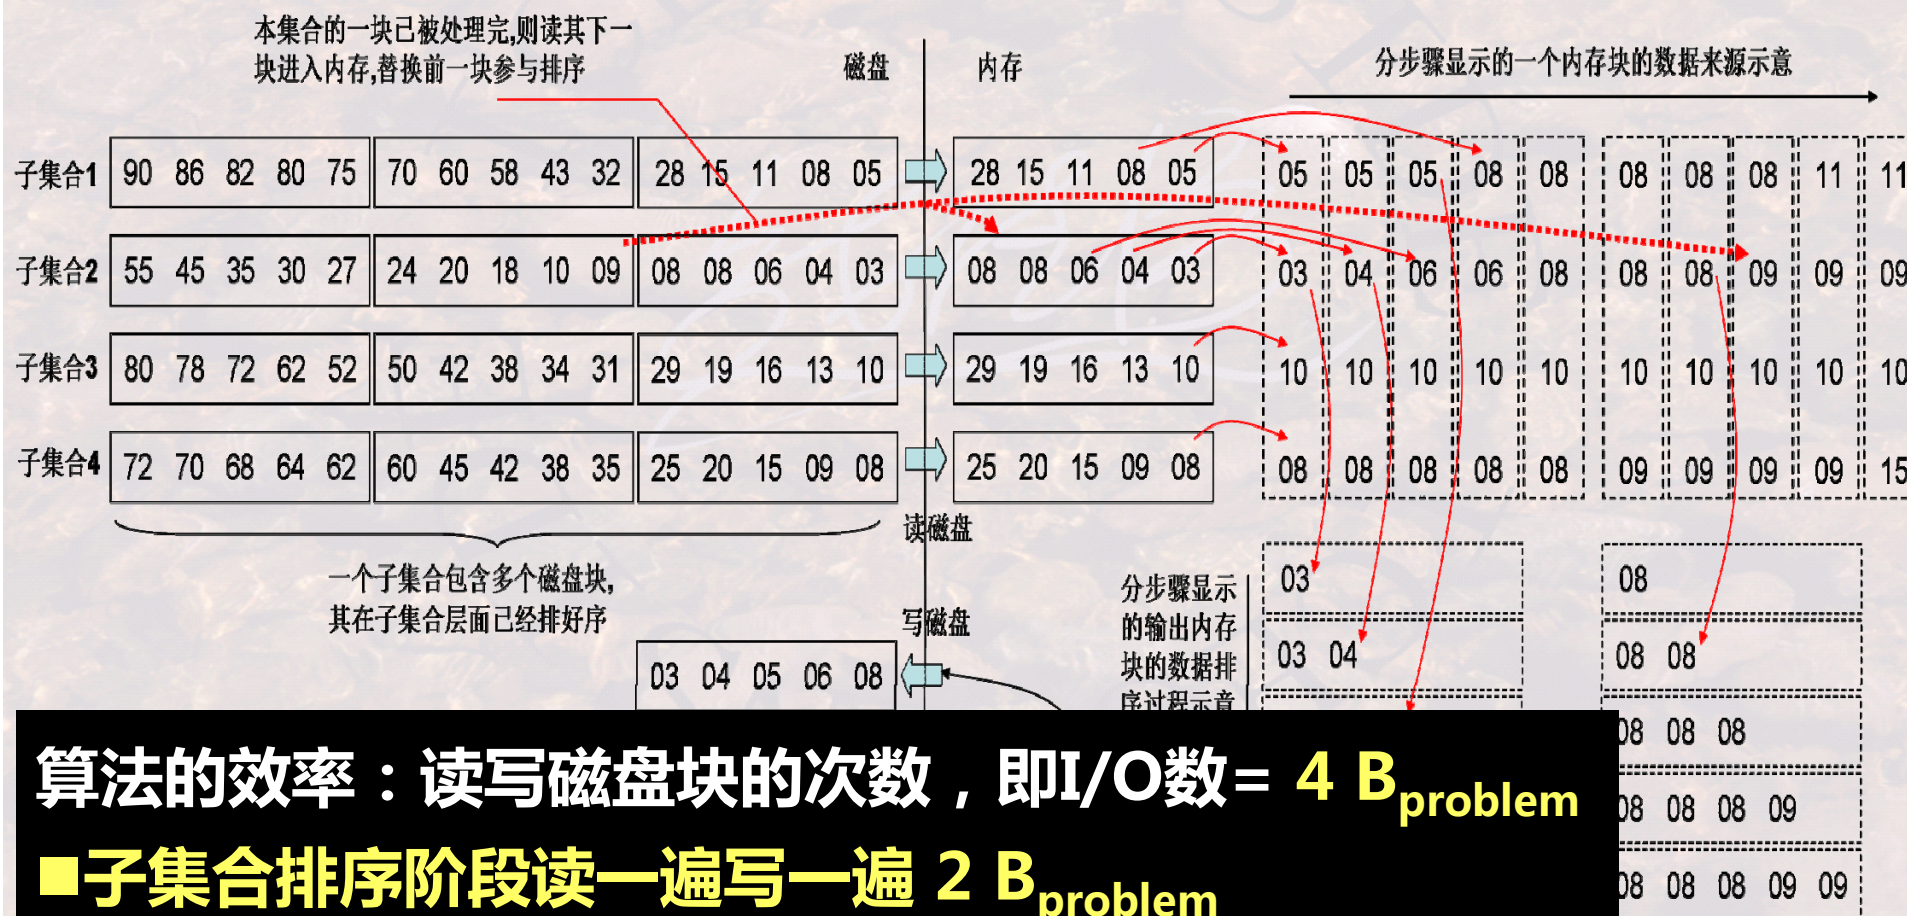 本集合的一块已被处理完,则读其下一
块进入内存,替换前一块参与排序
磁盘
内存
分步骤显示的一个内存块的数据来源示意
子集合1
90 86 82 80 75
70 60 58 43 32
28 15 11 08 05
28 15 11 08 05
05 05 05 08 08
08 08 08 11 11
子集合2
55 45 35 30 27
24 20 18 10 09
08 08 06 04 03
08 08 06 04 03
03 04 06 06 08
08 08 09 09 09
子集合3
80 78 72 62 52
50 42 38 34 31
29 19 16 13 10
29 19 16 13 10
10 10 10 10 10
10 10 10 10 10
子集合4
72 70 68 64 62
60 45 42 38 35
25 20 15 09 08
25 20 15 09 08
08 08 08 08 08
09 09 09 09 15
读磁盘
一个子集合包含多个磁盘块,
其在子集合层面已经排好序
写磁盘
03 04 05 06 08
分步骤显示
的输出内存
块的数据排
序过程示意
03
03 04
08
08 08
08 08 08
08 08 08 09
08 08 08 09 09
算法的效率：读写磁盘块的次数，即I/O数= 4 Bproblem
■子集合排序阶段读一遍写一遍 2 Bproblem